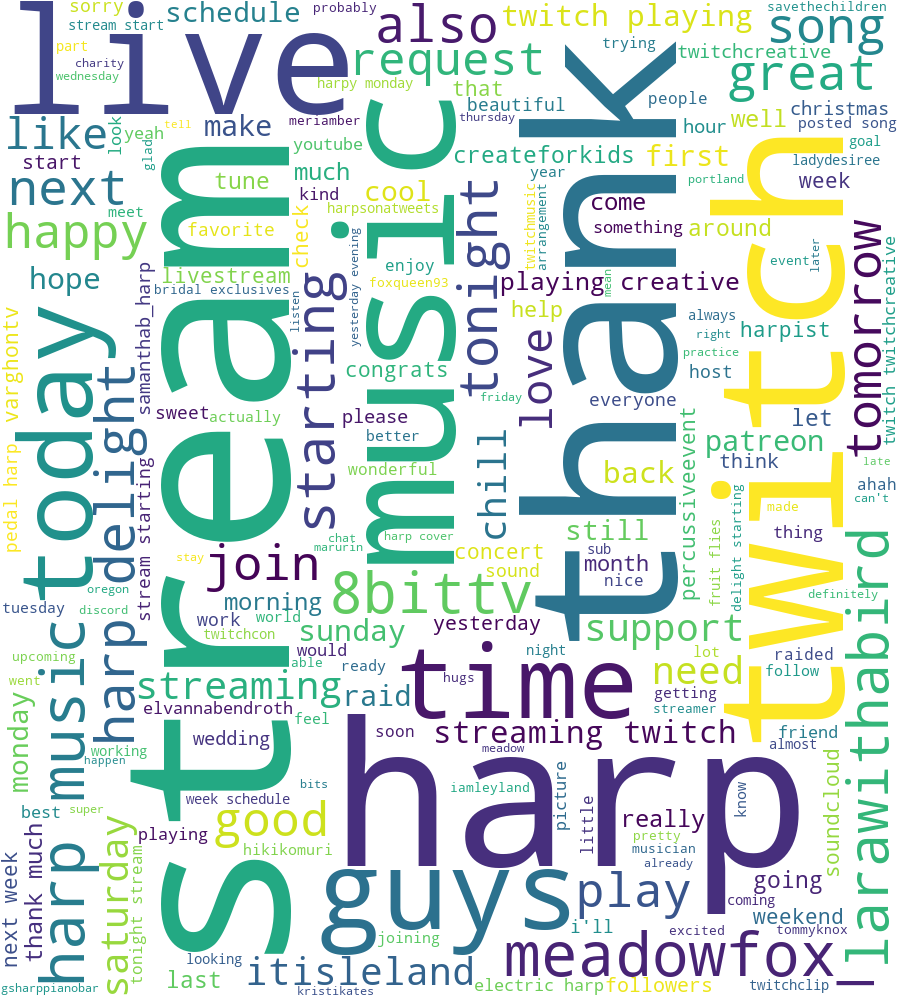 live
stream
harp
thank
twitch
music
time
guys
today
meadowfox
8bittv
join
tomorrow
tonight
starting
llarawithabird
harp music
harp delight
sorry
schedule
probably
also
twitch playing
savethechildren
song
stream start
part
charity
wednesday
request
trying
twitchcreative
great
harpy monday
that
beautiful
people
christmas
posted song
like
look
yeah
tell
glad
make
meriamber
thursday
hour
well
youtube
createforkids
first
goal
ladydesiree
start
next
much
tune
kind
cool
year
portland
week
meet
happy
favorite
check
harpsonatweets
twitchmusic
arrangement
come
something
around
later
event
hope
livestream
bridal exclusives
listen
yesterday evening
enjoy
foxqueen93
playing creative
mean
help
always
right
practice
harpist
twitch twitchcreative
pedal harp
varghontv
samanthab_harp
congrats
love
host
sweet
actually
please
better
friday
everyone
let
patreon
think
percussiveevent
wonderful
chill
back
late
ahah
can't
stream starting
stay
chat
marurin
harp cover
concert
sound
still
sub
month
nice
fruit flies
delight starting
made
thing
definitely
oregon
discord
tuesday
morning
work
world
twitchcon
would
able
sunday
yesterday
support
night
lot
raided
follow
upcoming
went
streaming
raid
ready
hugs
need
getting
streamer
monday
working
happen
elvannabendroth
feel
soon
streaming twitch
meadow
friend
almost
wedding
week schedule
bits
iamleyland
picture
little
know
soundcloud
best
super
playing
good
hikikomuri
really
pretty
musician
already
next week
thank much
saturday
tonight stream
play
going
coming
i'll
weekend
tommyknox
joining
excited
looking
last
itisleland
gsharppianobar
kristikates
electric harp
followers
twitchclip